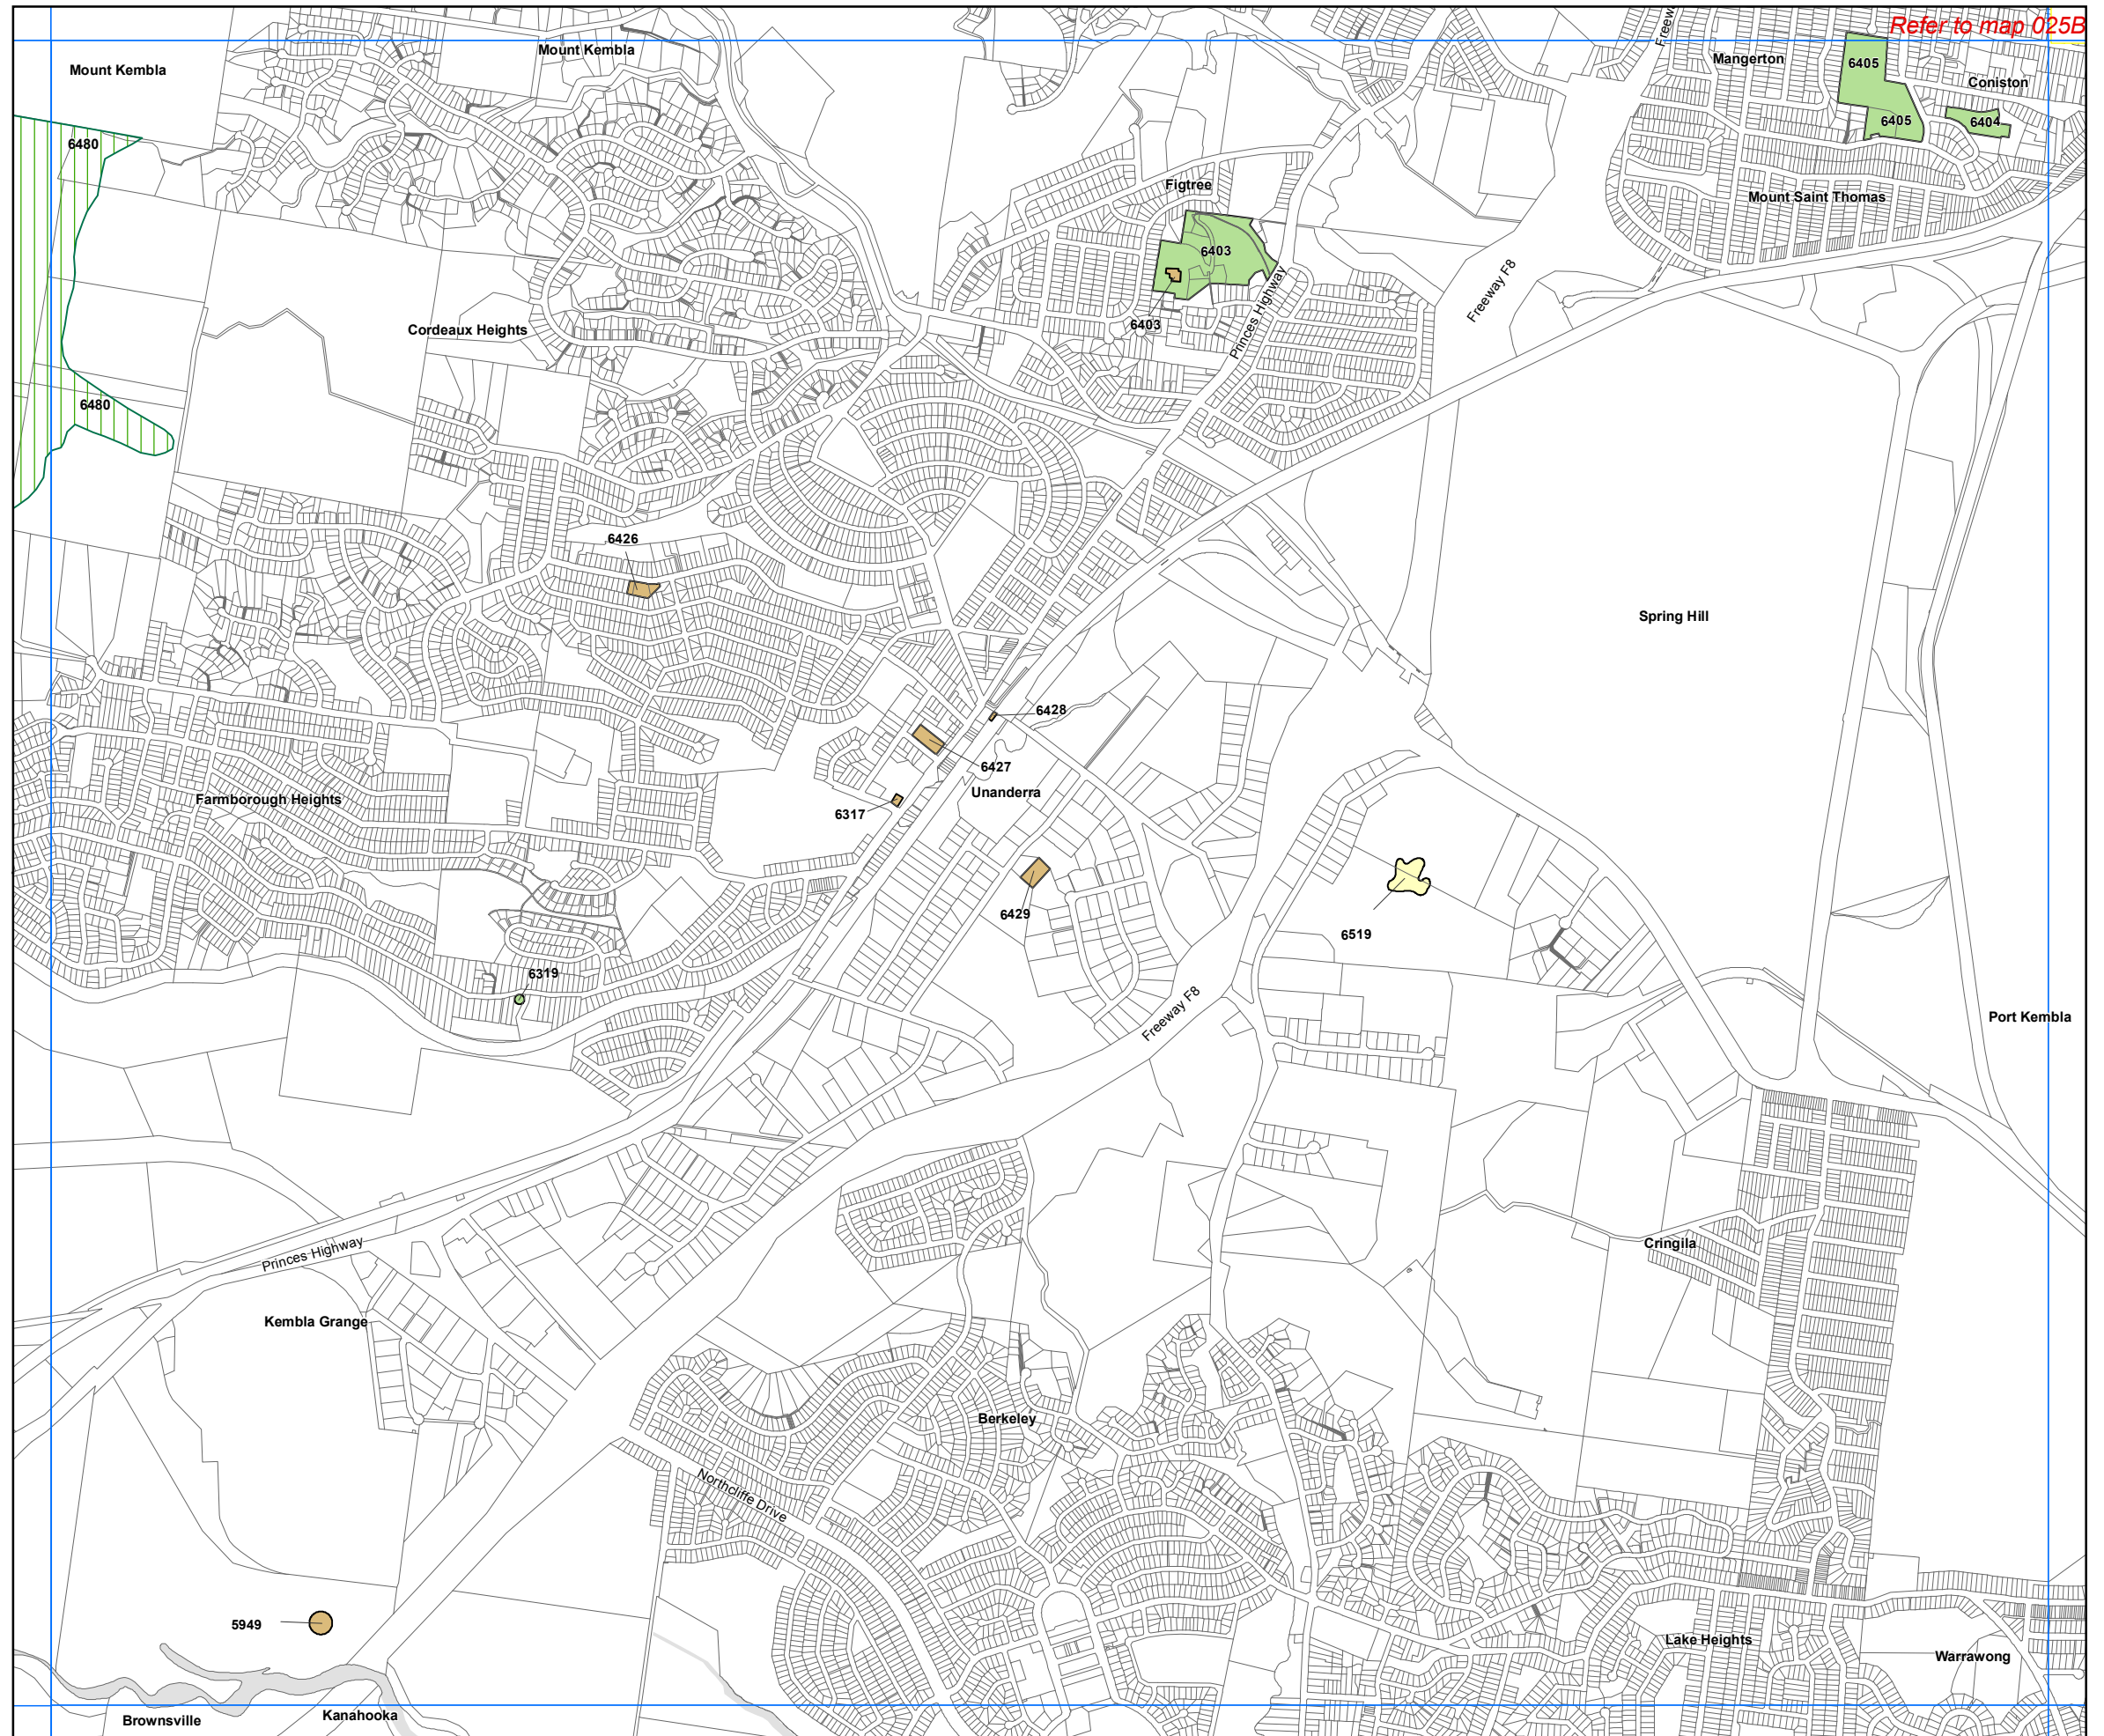 Refer to map 025B
Mount Kembla
Mount Kembla
Freew
Mangerton
6405
Coniston
6405
6404
6480
Figtree
Mount Saint Thomas
6403
Freeway F8
Princes Highway
6403
Cordeaux Heights
6480
6426
Spring Hill
6428
6427
Unanderra
Farmborough Heights
6317
6429
6519
6319
Freeway F8
Port Kembla
Princes Highway
Cringila
Kembla Grange
Berkeley
Northcliffe Drive
5949
Lake Heights
Warrawong
Kanahooka
Brownsville